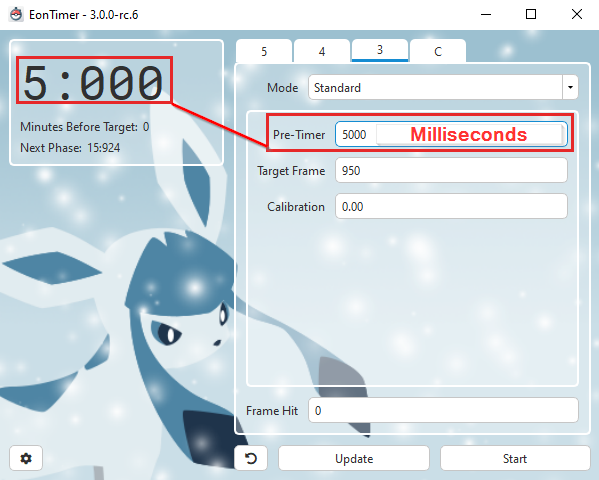 EonTimer - 3.0.0-rc.6
5:000
Minutes Before Target: 0
Next Phase: 15:924
5 4 3 C
Mode Standard
Pre-Timer 5000 Milliseconds
Target Frame 950
Calibration 0.00
Frame Hit 0
Update Start